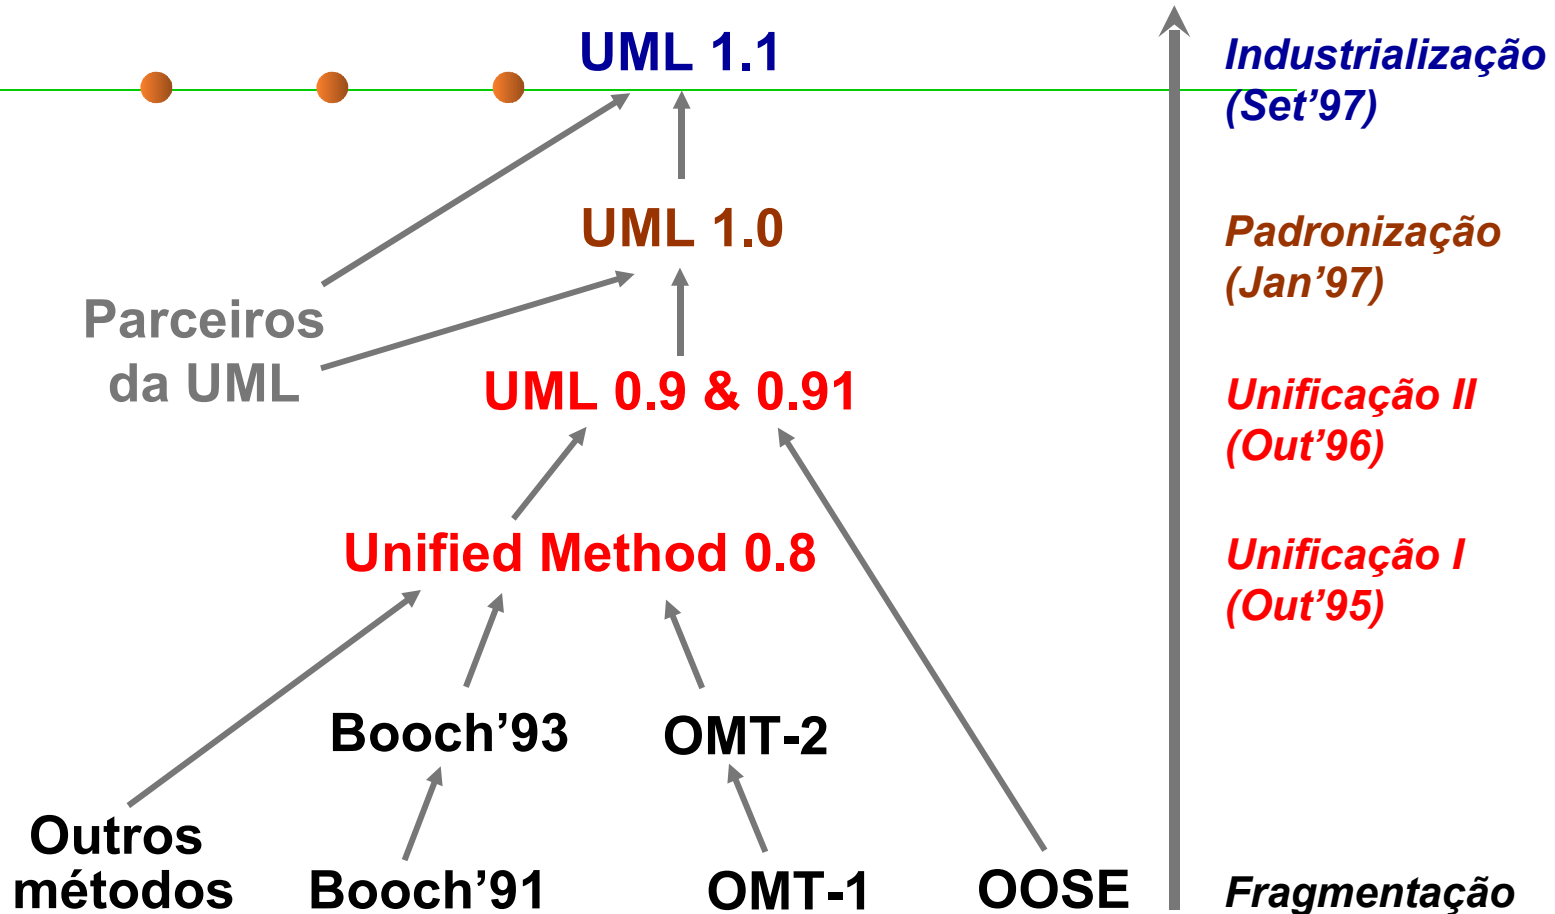 UML 1.1
Industrialização
(Set’97)
UML 1.0
Padronização
(Jan’97)
Parceiros
da UML
UML 0.9 & 0.91
Unificação II
(Out’96)
Unified Method 0.8
Unificação I
(Out’95)
Booch’93
OMT-2
Outros
métodos
Booch’91
OMT-1
OOSE
Fragmentação